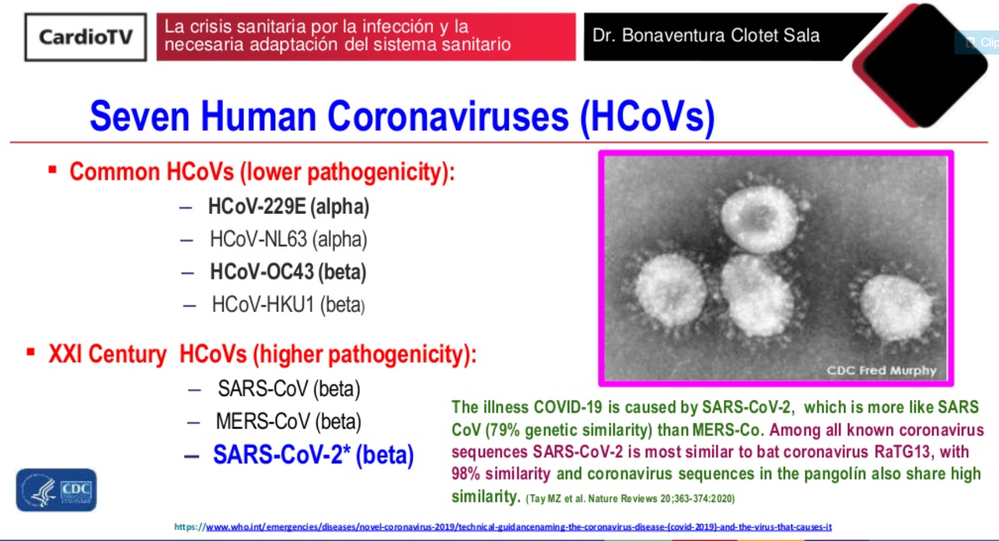 CardioTV
La crisis sanitaria por la infección y la
necesaria adaptación del sistema sanitario
Dr. Bonaventura Clotet Sala
Clip
Seven Human Coronaviruses (HCoVs)
▪ Common HCoVs (lower pathogenicity):
– HCoV-229E (alpha)
– HCoV-NL63 (alpha)
– HCoV-OC43 (beta)
– HCoV-HKU1 (beta)
▪ XXI Century HCoVs (higher pathogenicity):
– SARS-CoV (beta)
– MERS-CoV (beta)
– SARS-CoV-2* (beta)
CDC Fred Murphy
The illness COVID-19 is caused by SARS-CoV-2, which is more like SARS
CoV (79% genetic similarity) than MERS-Co. Among all known coronavirus
sequences SARS-CoV-2 is most similar to bat coronavirus RaTG13, with
98% similarity and coronavirus sequences in the pangolín also share high
similarity. (Tay MZ et al. Nature Reviews 20;363-374:2020)
CDC
https://www.who.int/emergencies/diseases/novel-coronavirus-2019/technical-guidancenaming-the-coronavirus-disease-(covid-2019)-and-the-virus-that-causes-it